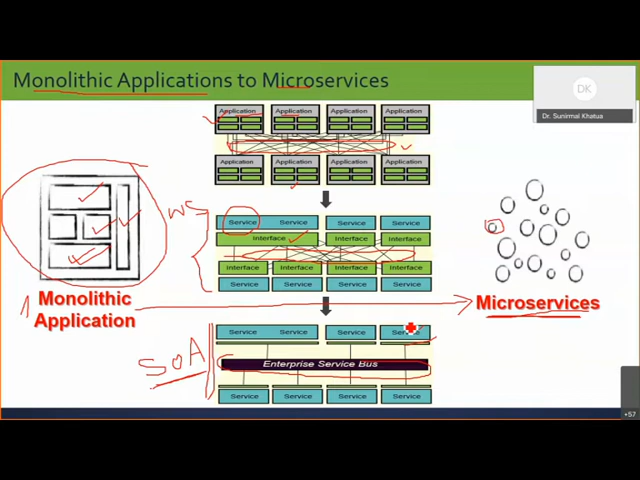 Monolithic Applications to Microservices
DK
Dr. Sunirmal Khatua
Application Application Application Application
Application Application Application Application
WS
Service Service Service Service
Interface Interface Interface
Interface Interface Interface Interface
Service Service Service Service
Monolithic
Application
Microservices
Service Service Service Service
SOA
Enterprise Service Bus
Service Service Service Service
+57